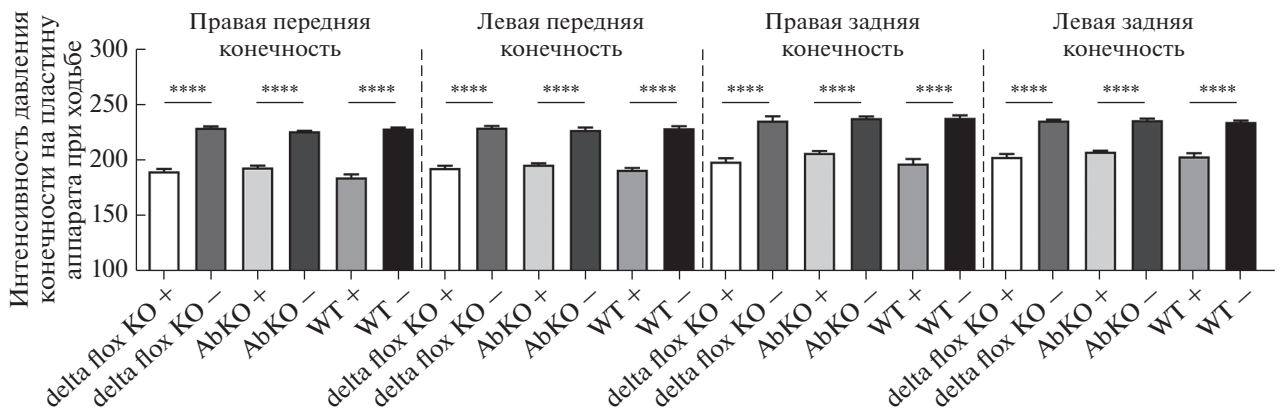 Правая передняя
конечность
Левая передняя
конечность
Правая задняя
конечность
Левая задняя
конечность
Интенсивность давления
конечности на пластину
аппарата при ходьбе
300
250
200
150
100
****
****
****
****
****
****
****
****
****
****
****
****
delta flox KO +
delta flox KO –
AbKO +
AbKO –
WT +
WT –
delta flox KO +
delta flox KO –
AbKO +
AbKO –
WT +
WT –
delta flox KO +
delta flox KO –
AbKO +
AbKO –
WT +
WT –
delta flox KO +
delta flox KO –
AbKO +
AbKO –
WT +
WT –